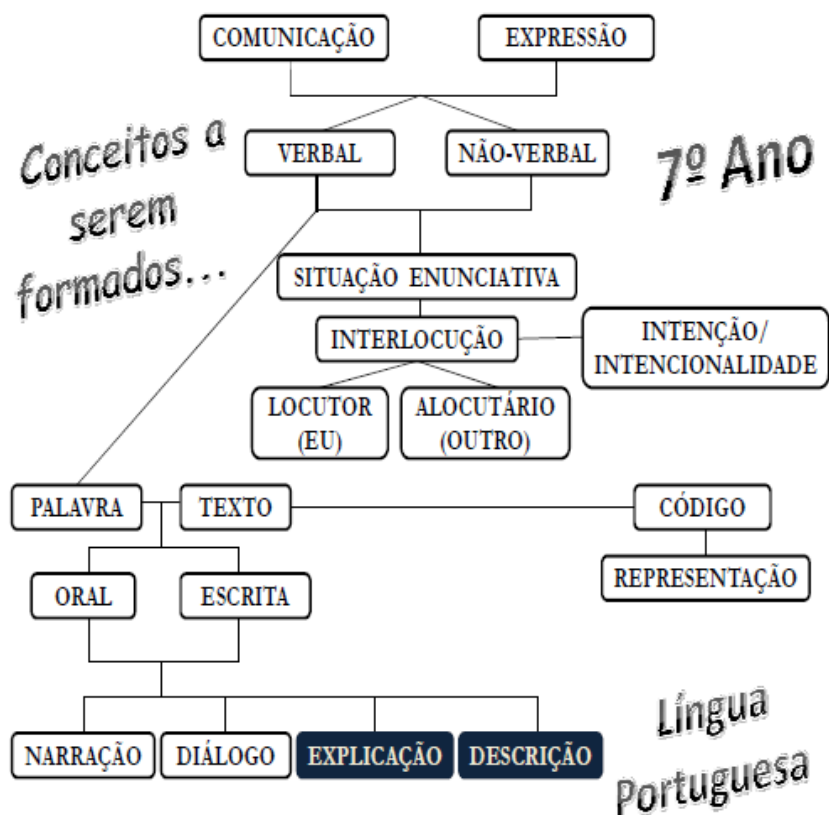 COMUNICAÇÃO
EXPRESSÃO
Conceitos a
serem
formados...
VERBAL
NÃO-VERBAL
7º Ano
SITUAÇÃO ENUNCIATIVA
INTERLOCUÇÃO
INTENÇÃO/
INTENCIONALIDADE
LOCUTOR
(EU)
ALOCUTÁRIO
(OUTRO)
PALAVRA
TEXTO
CÓDIGO
ORAL
ESCRITA
REPRESENTAÇÃO
NARRAÇÃO
DIÁLOGO
EXPLICAÇÃO
DESCRIÇÃO
Língua
Portuguesa